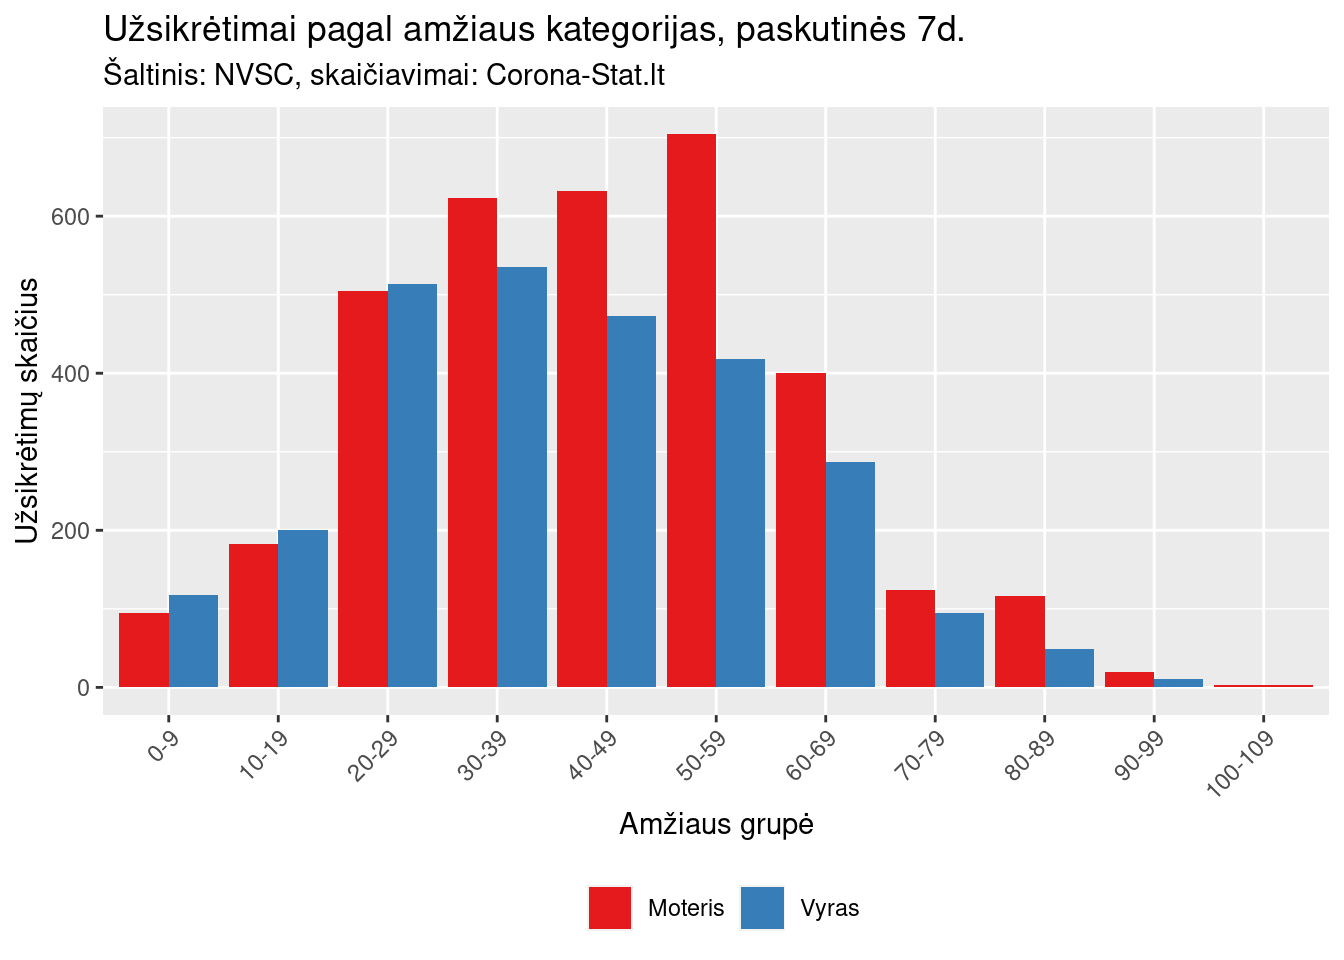 Užsikrėtimai pagal amžiaus kategorijas, paskutinės 7d.
Šaltinis: NVSC, skaičiavimai: Corona-Stat.lt
Užsikrėtimų skaičius
600
400
200
0
0-9
10-19
20-29
30-39
40-49
50-59
60-69
70-79
80-89
90-99
100-109
Amžiaus grupė
Moteris
Vyras